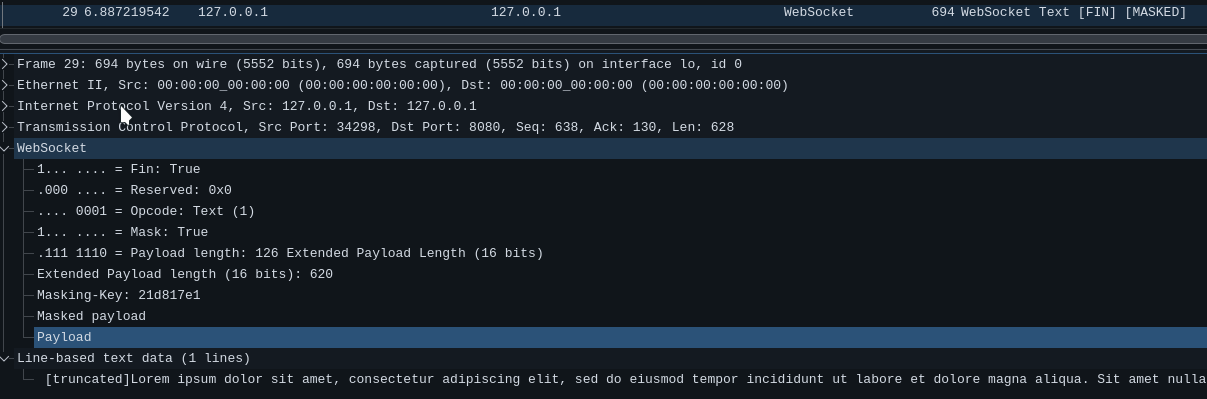 29 6.887219542 127.0.0.1 127.0.0.1 WebSocket 694 WebSocket Text [FIN] [MASKED]
Frame 29: 694 bytes on wire (5552 bits), 694 bytes captured (5552 bits) on interface lo, id 0
Ethernet II, Src: 00:00:00_00:00:00 (00:00:00:00:00:00), Dst: 00:00:00_00:00:00 (00:00:00:00:00:00)
Internet Protocol Version 4, Src: 127.0.0.1, Dst: 127.0.0.1
Transmission Control Protocol, Src Port: 34298, Dst Port: 8080, Seq: 638, Ack: 130, Len: 628
WebSocket
1... .... = Fin: True
.000 .... = Reserved: 0x0
.... 0001 = Opcode: Text (1)
1... .... = Mask: True
.111 1110 = Payload length: 126 Extended Payload Length (16 bits)
Extended Payload length (16 bits): 620
Masking-Key: 21d817e1
Masked payload
Payload
Line-based text data (1 lines)
[truncated]Lorem ipsum dolor sit amet, consectetur adipiscing elit, sed do eiusmod tempor incididunt ut labore et dolore magna aliqua. Sit amet nulla